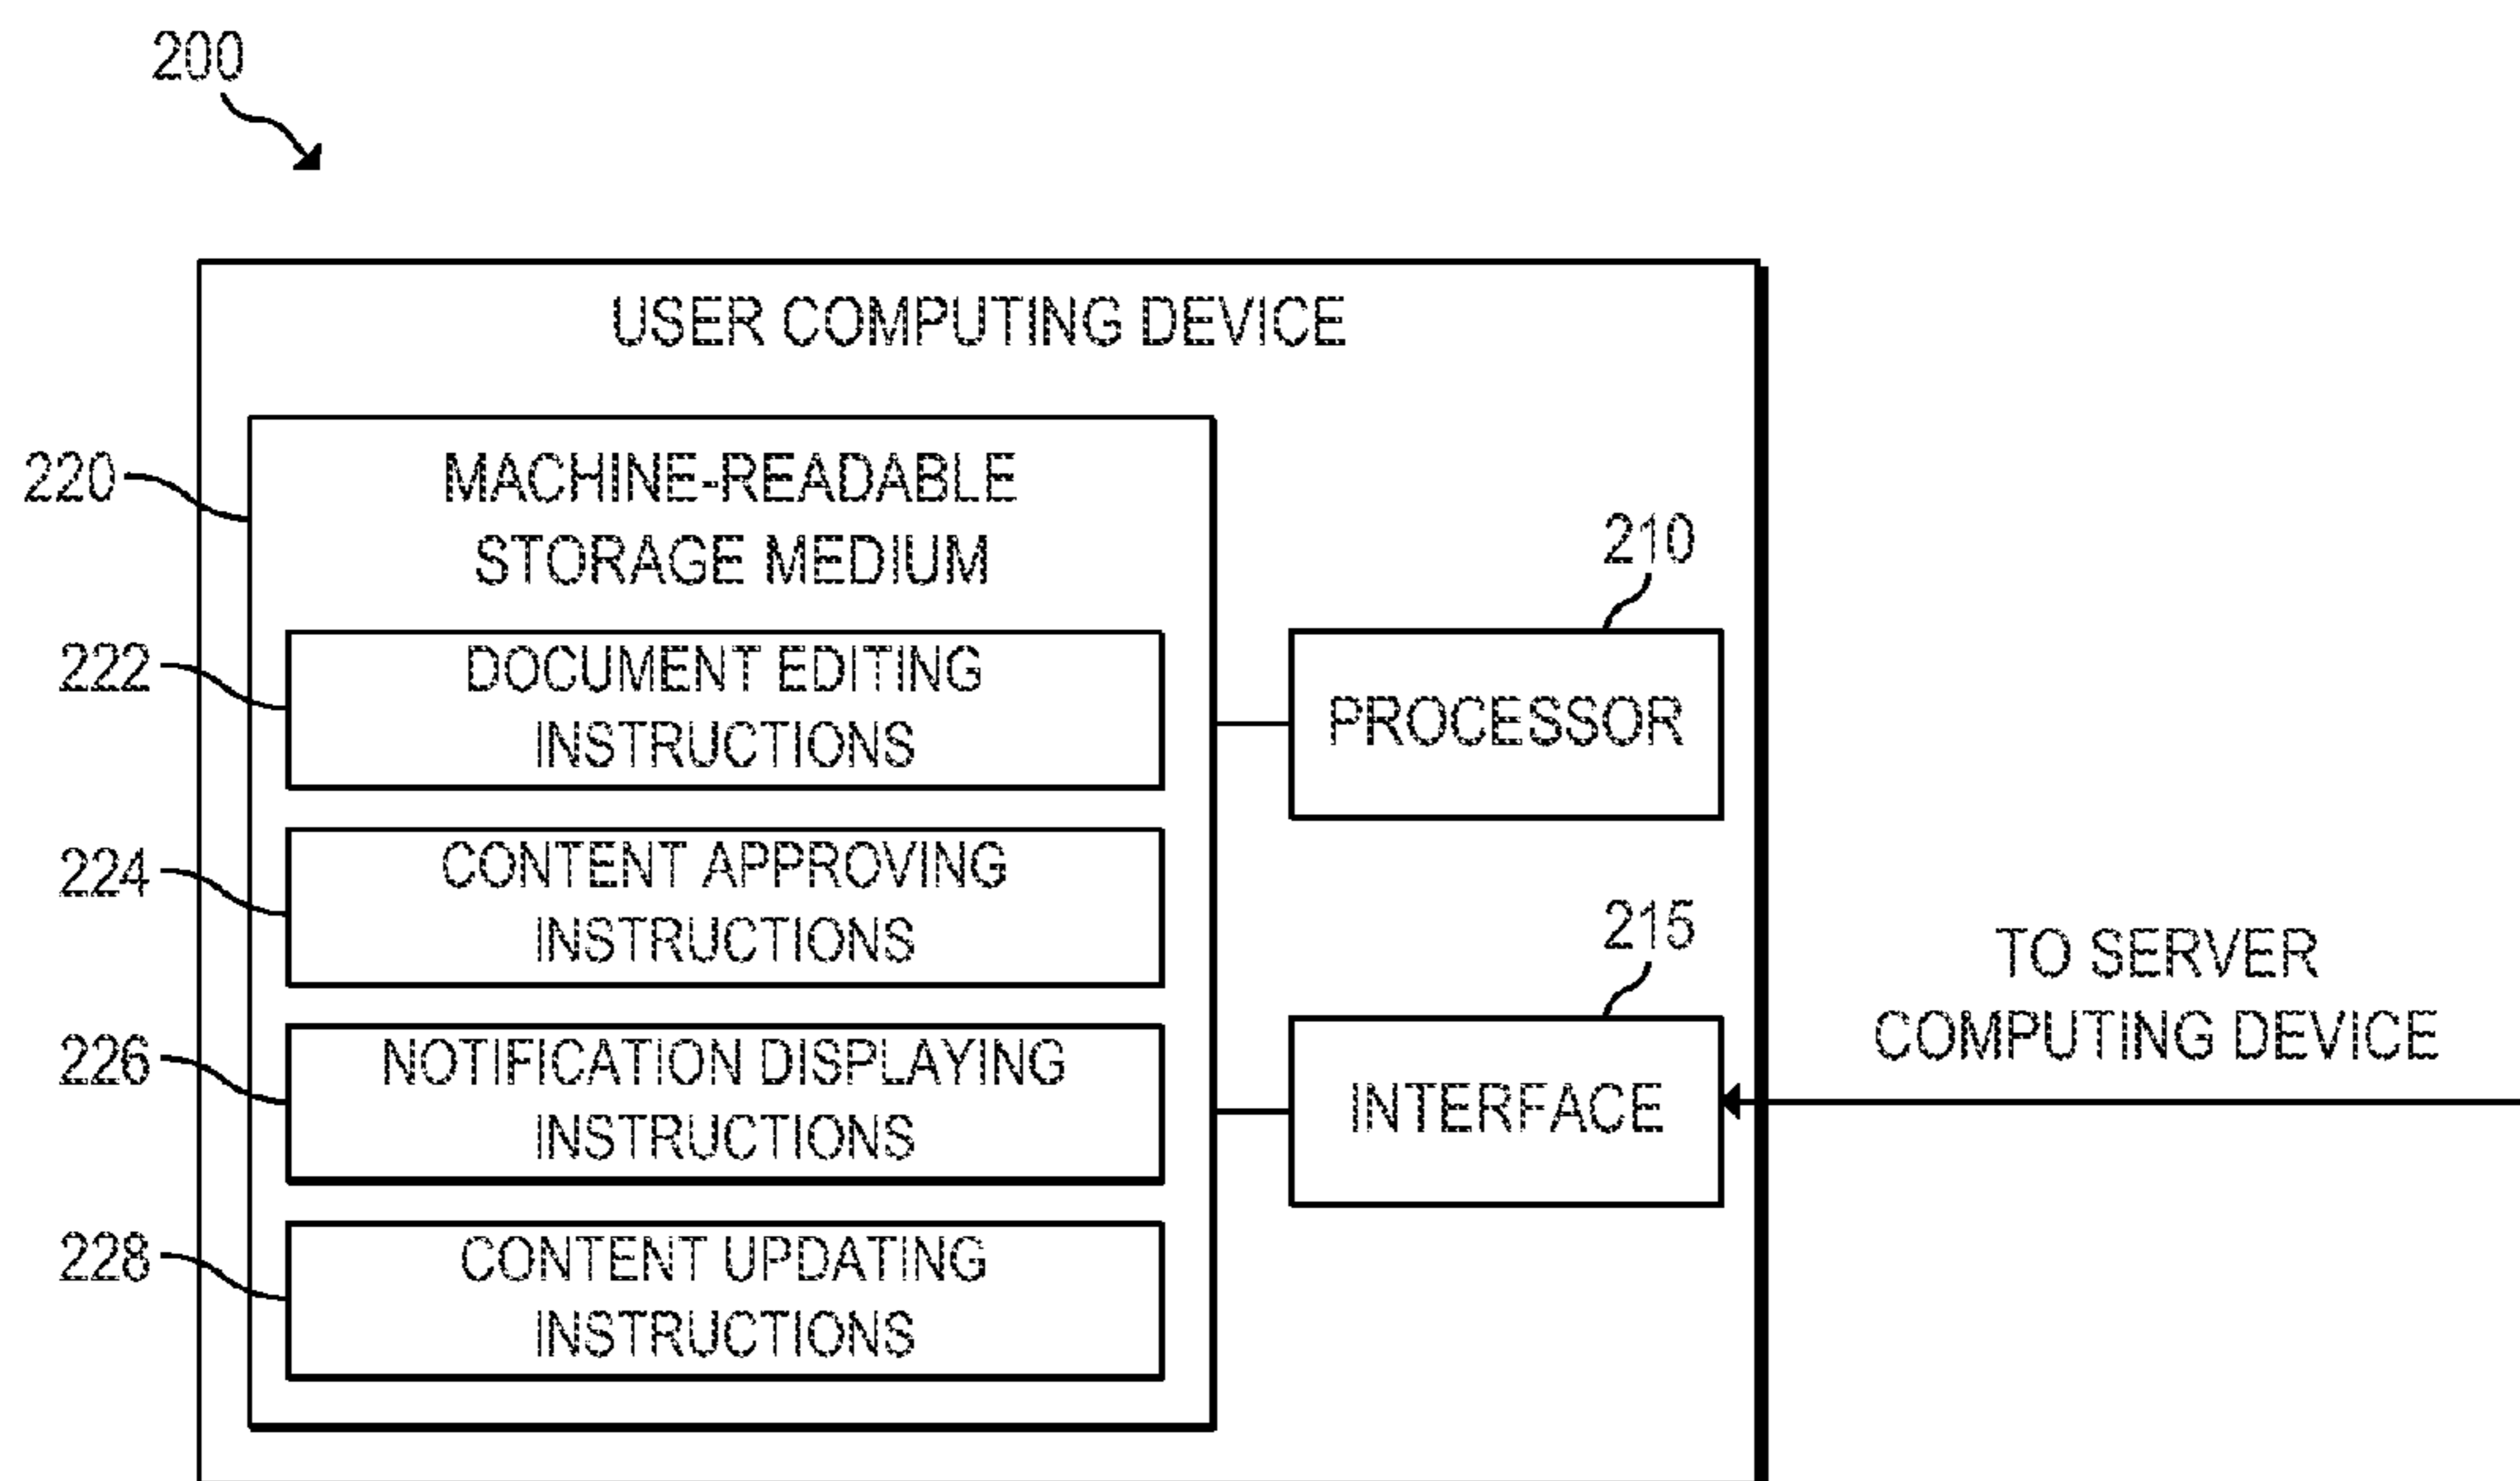 200
USER COMPUTING DEVICE
220
MACHINE-READABLE
STORAGE MEDIUM
222
DOCUMENT EDITING
INSTRUCTIONS
224
CONTENT APPROVING
INSTRUCTIONS
226
NOTIFICATION DISPLAYING
INSTRUCTIONS
228
CONTENT UPDATING
INSTRUCTIONS
210
PROCESSOR
215
INTERFACE
TO SERVER
COMPUTING DEVICE